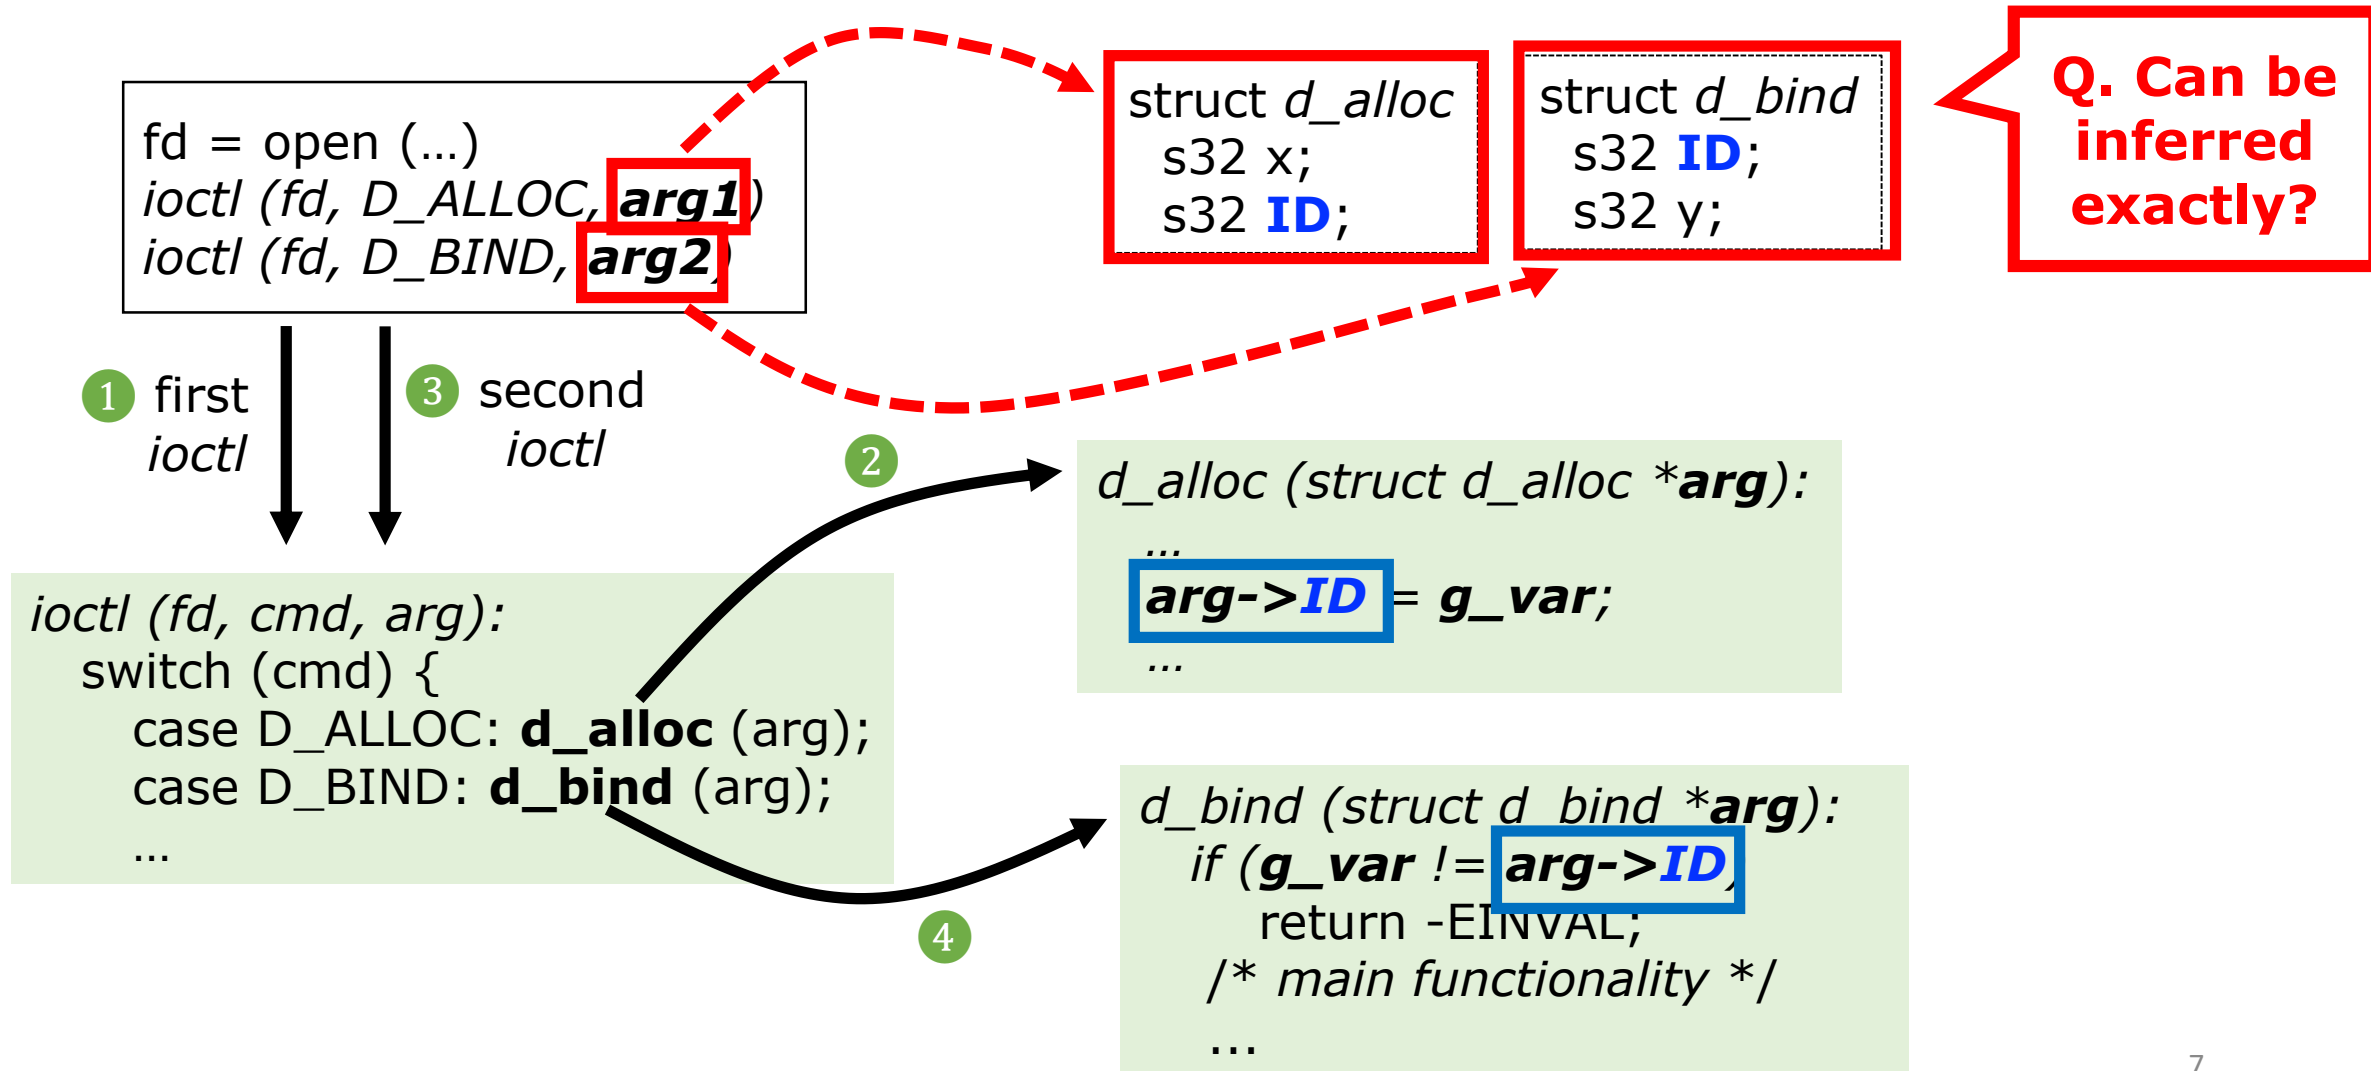 fd = open (…)
ioctl (fd, D_ALLOC, arg1)
ioctl (fd, D_BIND, arg2)
struct d_alloc
s32 x;
s32 ID;
struct d_bind
s32 ID;
s32 y;
Q. Can be
inferred
exactly?
1 first
ioctl
3 second
ioctl
2
ioctl (fd, cmd, arg):
switch (cmd) {
case D_ALLOC: d_alloc (arg);
case D_BIND: d_bind (arg);
…
d_alloc (struct d_alloc *arg):
…
arg->ID = g_var;
…
4
d_bind (struct d_bind *arg):
if (g_var != arg->ID)
return -EINVAL;
/* main functionality */
...
7